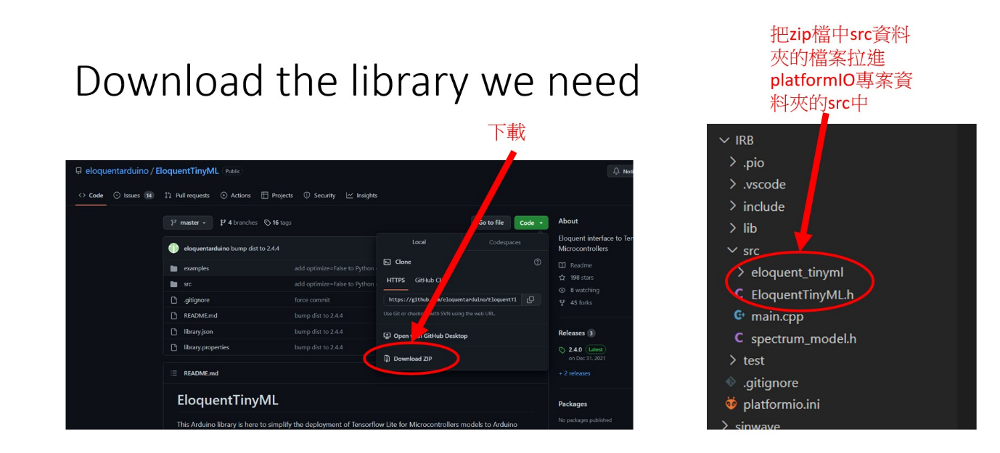 Download the library we need
下載
eloquentarduino / EloquentTinyML Public
Code Issues 14 Pull requests Actions Projects Security Insights
master 4 branches 16 tags Go to file Code
eloquentarduino bump dist to 2.4.4
examples add optimize=False to Python
src add optimize=False to Python
.gitignore force commit
README.md bump dist to 2.4.4
library.json bump dist to 2.4.4
library.properties bump dist to 2.4.4
Local Codespaces
Clone
HTTPS GitHub
https://github.com/eloquentarduino/EloquentTi
Use Git or checkout with SVN using the web URL.
Open with GitHub Desktop
Download ZIP
README.md
EloquentTinyML
This Arduino library is here to simplify the deployment of Tensorflow Lite for Microcontrollers models to Arduino
About
Eloquent interface to
Microcontrollers
Readme
198 stars
8 watching
45 forks
Releases 3
2.4.0 Latest
on Dec 31, 2021
+ 2 releases
Packages
No packages published
把zip檔中src資料
夾的檔案拉進
platformIO專案資
料夾的src中
IRB
.pio
.vscode
include
lib
src
eloquent_tinyml
EloquentTinyML.h
main.cpp
spectrum_model.h
test
.gitignore
platformio.ini
sinwave